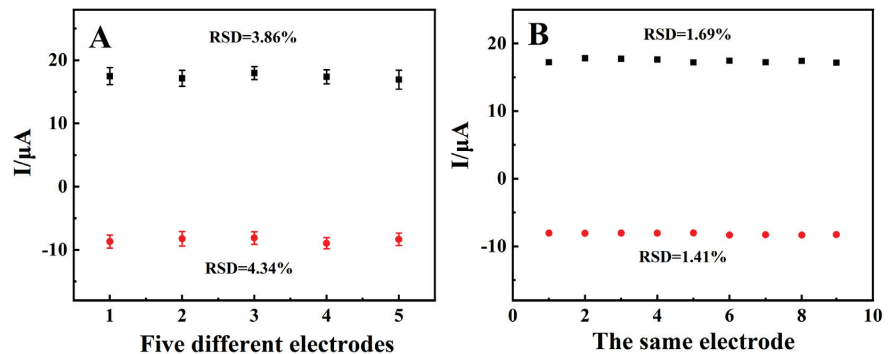 A
RSD=3.86%
20
10
0
-10
I/μA
RSD=4.34%
1 2 3 4 5
Five different electrodes
B
RSD=1.69%
20
10
0
-10
I/μA
RSD=1.41%
0 2 4 6 8 10
The same electrode